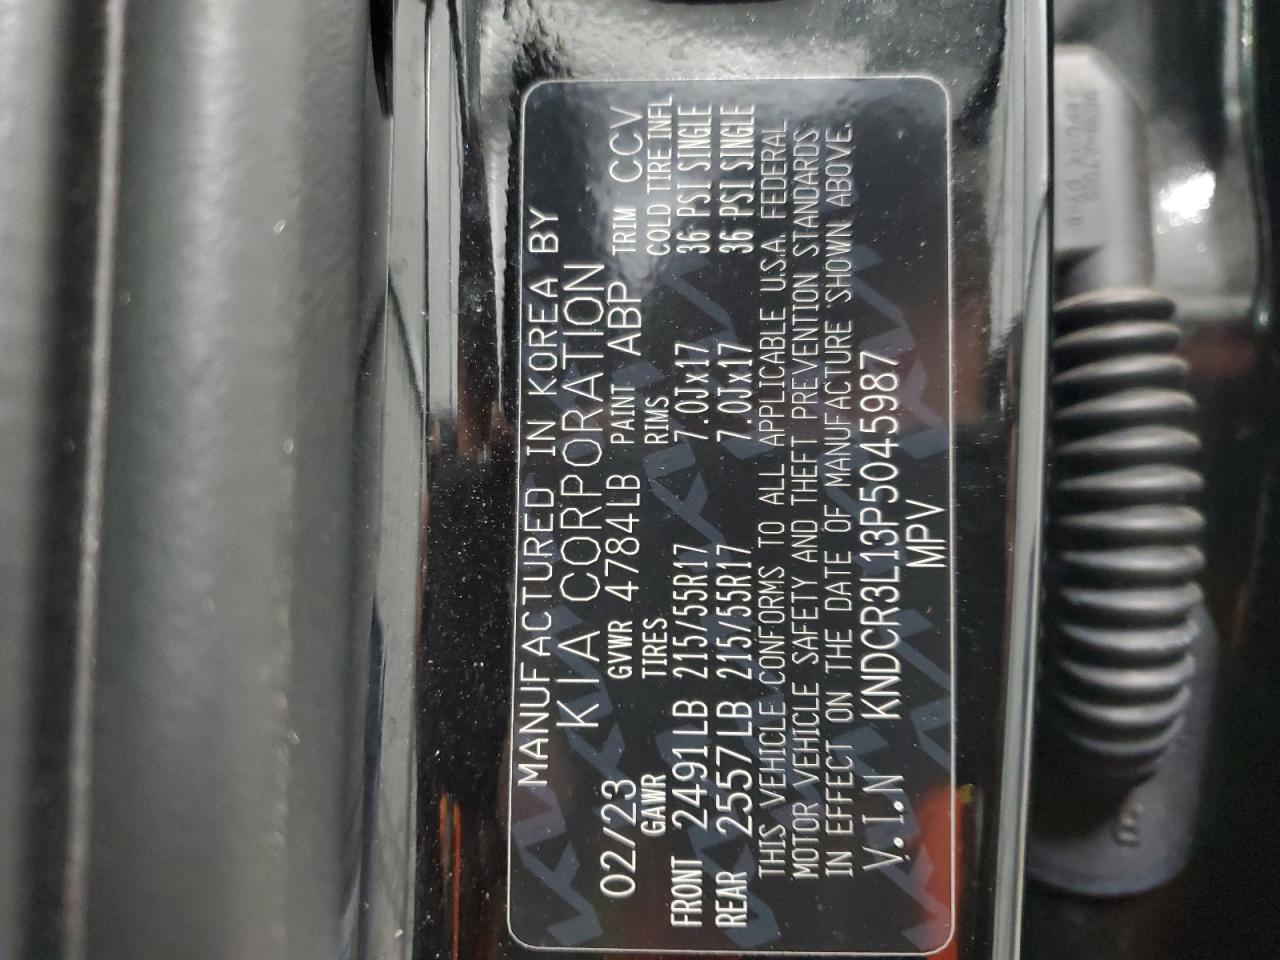 MANUFACTURED IN KOREA BY
KIA CORPORATION
02/23 GVWR 4784LB PAINT ABP TRIM CCV
GAWR TIRES RIMS COLD TIRE INFL
FRONT 2491LB 215/55R17 7.0Jx17 36 PSI SINGLE
REAR 2557LB 215/55R17 7.0Jx17 36 PSI SINGLE
THIS VEHICLE CONFORMS TO ALL APPLICABLE U.S.A. FEDERAL
MOTOR VEHICLE SAFETY AND THEFT PREVENTION STANDARDS
IN EFFECT ON THE DATE OF MANUFACTURE SHOWN ABOVE.
V.I.N KNDCR3L13P5045987
MPV